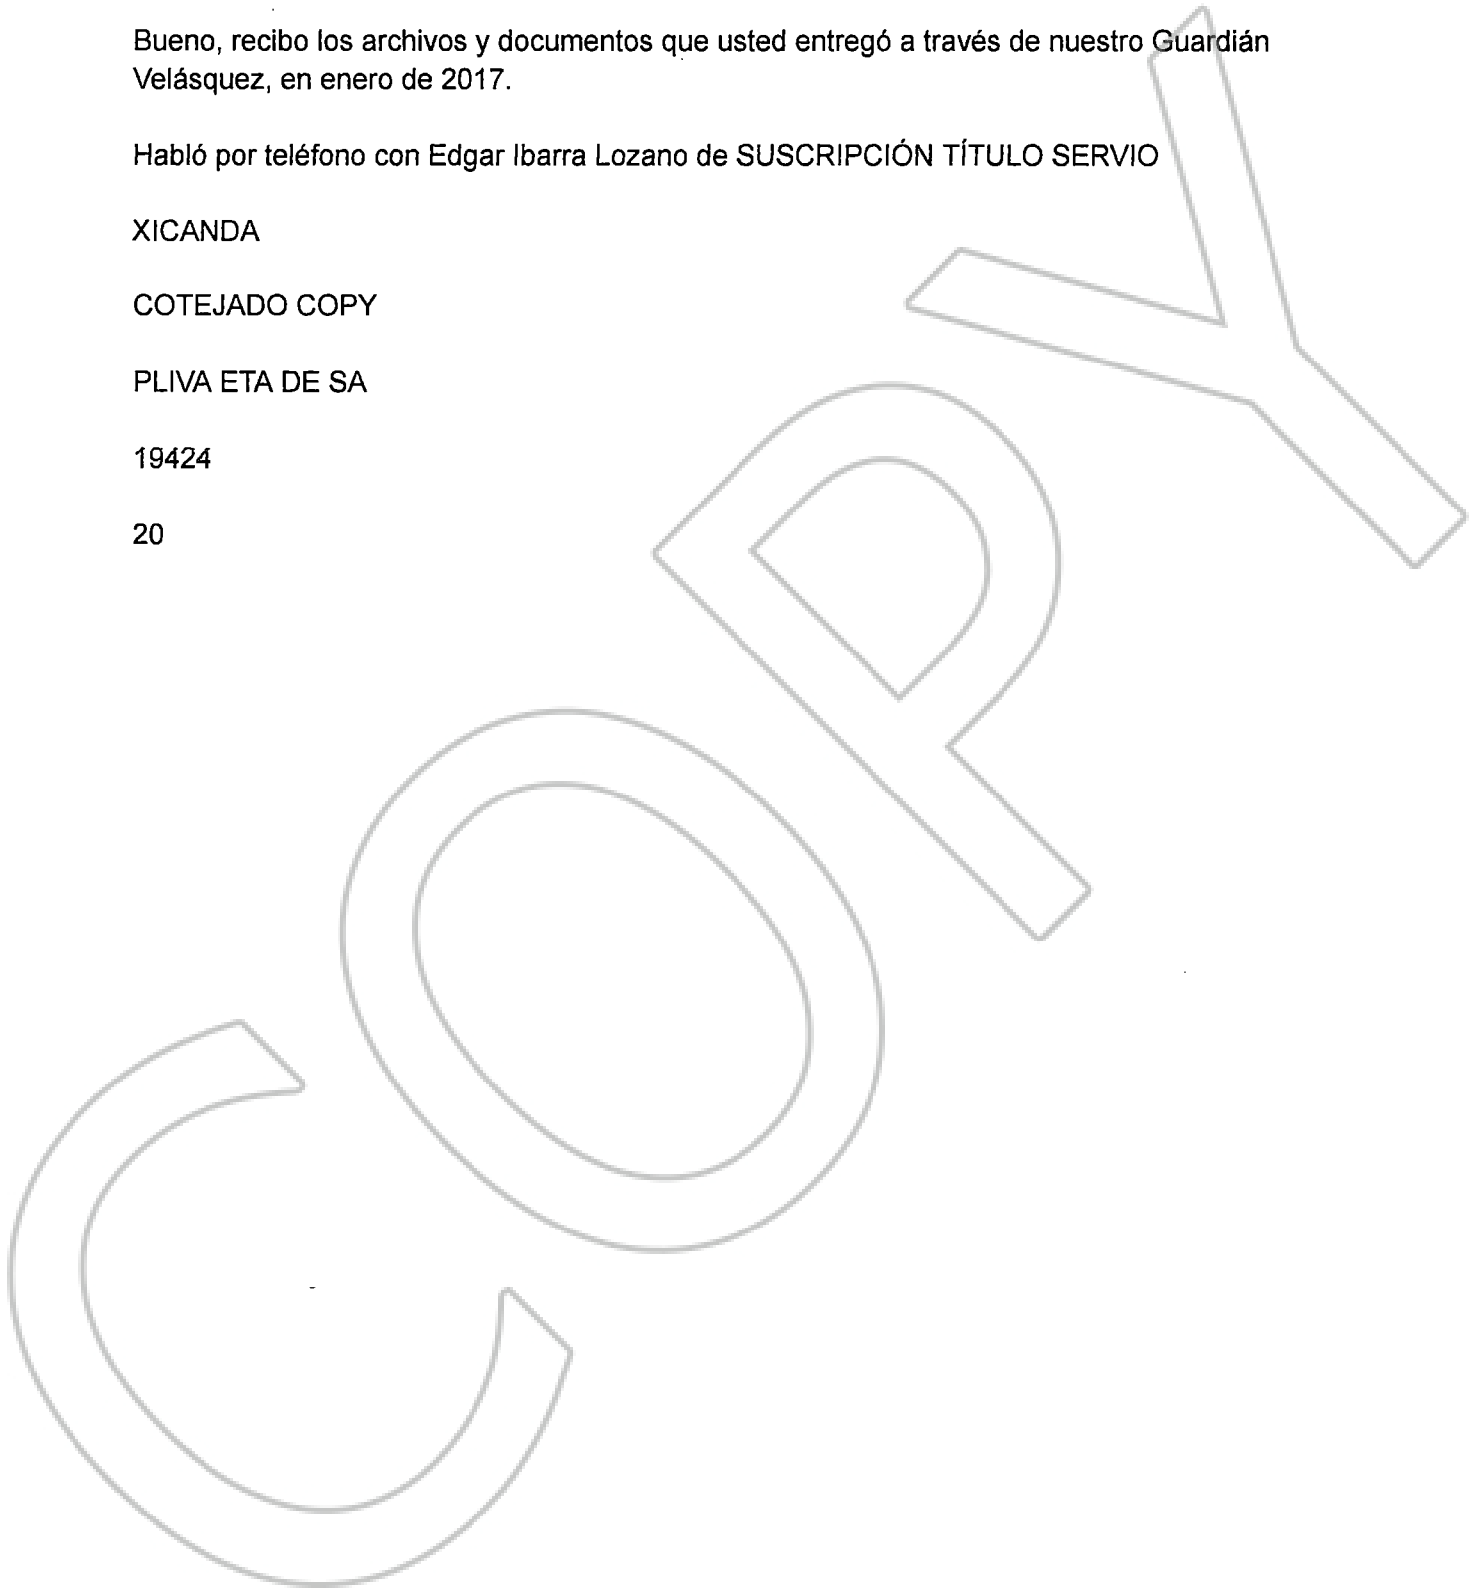 Bueno, recibo los archivos y documentos que usted entregó a través de nuestro Guardián
Velásquez, en enero de 2017.
Habló por teléfono con Edgar Ibarra Lozano de SUSCRIPCIÓN TÍTULO SERVIO
XICANDA
COTEJADO COPY
PLIVA ETA DE SA
19424
20
COPY